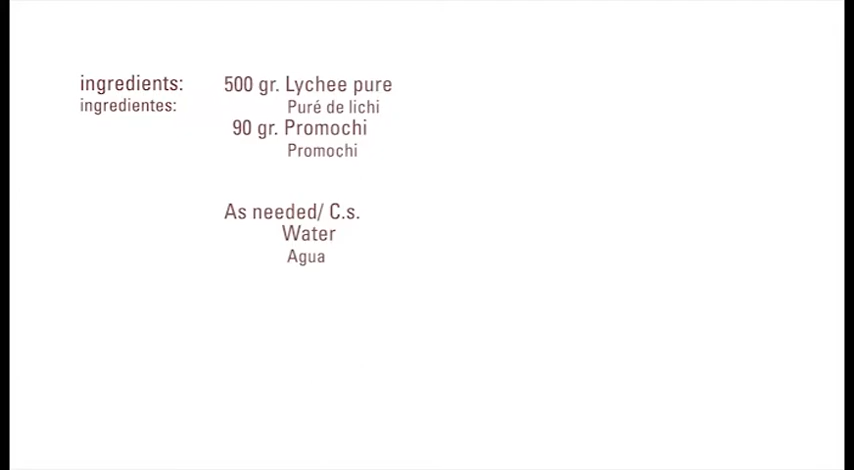 ingredients:
ingredientes:
500 gr. Lychee pure
Puré de lichi
90 gr. Promochi
Promochi
As needed/ C.s.
Water
Agua